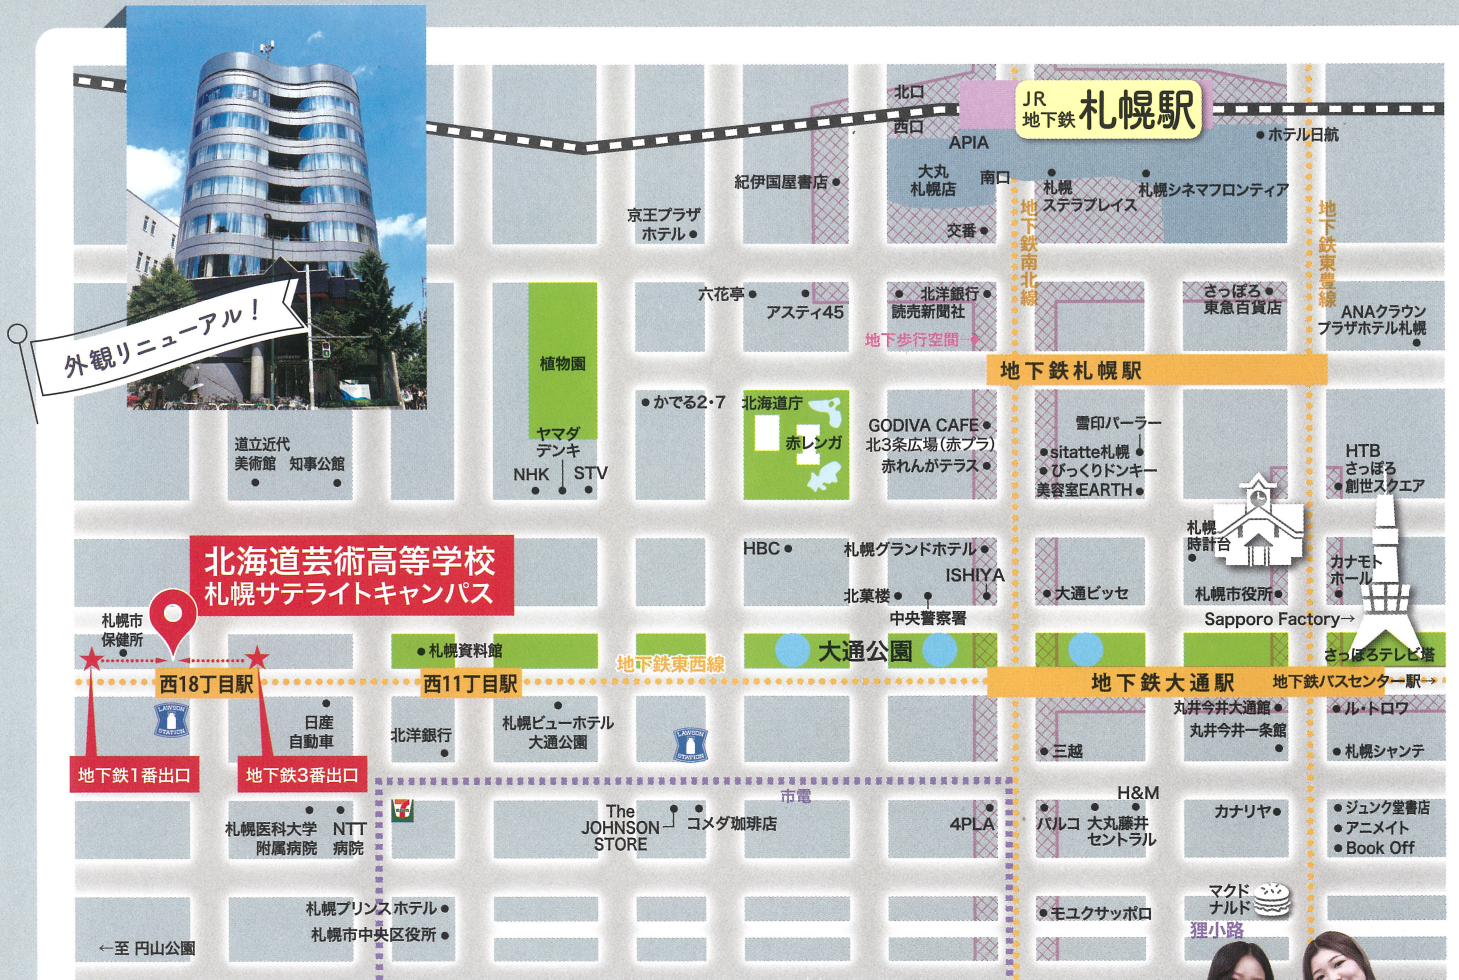 外観リニューアル！
JR
地下鉄 札幌駅
北口
西口
APIA
ホテル日航
紀伊国屋書店
大丸
札幌店
南口
札幌
ステラプレイス
札幌シネマフロンティア
京王プラザ
ホテル
交番
地下鉄南北線
地下鉄東豊線
六花亭
アスティ45
北洋銀行
読売新聞社
さっぽろ
東急百貨店
ANAクラウン
プラザホテル札幌
地下歩行空間→
地下鉄札幌駅
植物園
かでる2・7
北海道庁
赤レンガ
GODIVA CAFE
北3条広場(赤プラ)
赤れんがテラス
雪印パーラー
sitatte札幌
びっくりドンキー
美容室EARTH
HTB
さっぽろ
創世スクエア
道立近代
美術館
知事公館
ヤマダ
デンキ
NHK
STV
北海道芸術高等学校
札幌サテライトキャンパス
HBC
札幌グランドホテル
ISHIYA
北菓楼
中央警察署
大通ビッセ
札幌
時計台
札幌市役所
カナモト
ホール
Sapporo Factory→
札幌市
保健所
札幌資料館
地下鉄東西線
大通公園
さっぽろテレビ塔
西18丁目駅
西11丁目駅
地下鉄大通駅
地下鉄バスセンター駅→
LAWSON
STATION
日産
自動車
北洋銀行
札幌ビューホテル
大通公園
LAWSON
STATION
三越
丸井今井大通館
丸井今井一条館
ル・トロワ
札幌シャンテ
地下鉄1番出口
地下鉄3番出口
市電
札幌医科大学
附属病院
NTT
病院
The
JOHNSON
STORE
コメダ珈琲店
4PLA
パルコ
H&M
大丸藤井
セントラル
カナリヤ
ジュンク堂書店
アニメイト
Book Off
札幌プリンスホテル
札幌市中央区役所
←至 円山公園
モユクサッポロ
マクド
ナルド
狸小路